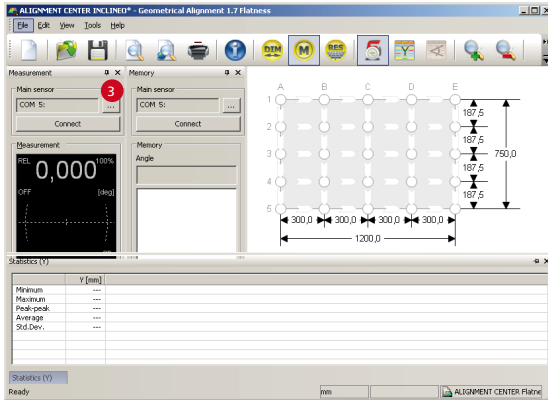 ALIGNMENT CENTER INCLINEO® - Geometrical Alignment 1.7 Flatness
File Edit View Tools Help
DIM M RES 5
Measurement
Memory
Main sensor
Main sensor
3
COM 5: ...
COM 5: ...
Connect
Connect
Measurement
Memory
REL 0,000 100%
Angle
OFF [deg]
A B C D E
1
187,5
2
187,5
3
750,0
187,5
4
187,5
5
300,0 300,0 300,0 300,0
1200,0
Statistics (Y)
Y [mm]
Minimum ---
Maximum ---
Peak-peak ---
Average ---
Std.Dev. ---
Statistics (Y)
Ready mm ALIGNMENT CENTER Flatne